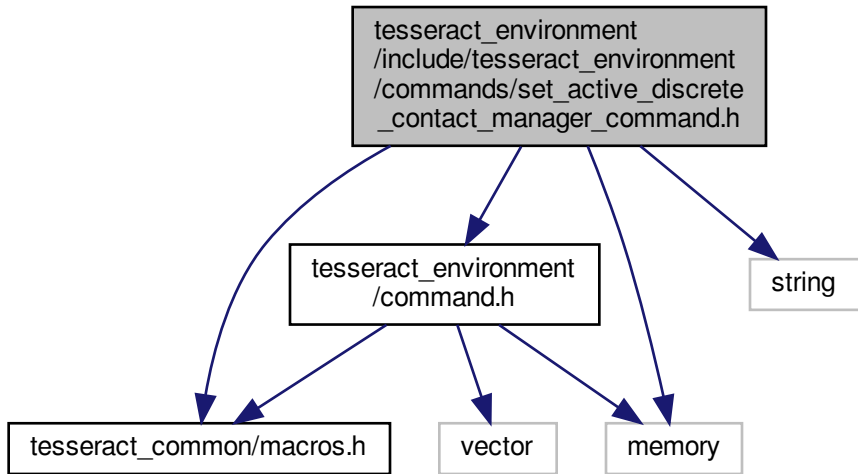 tesseract_environment
/include/tesseract_environment
/commands/set_active_discrete
_contact_manager_command.h
tesseract_environment
/command.h
string
tesseract_common/macros.h
vector
memory